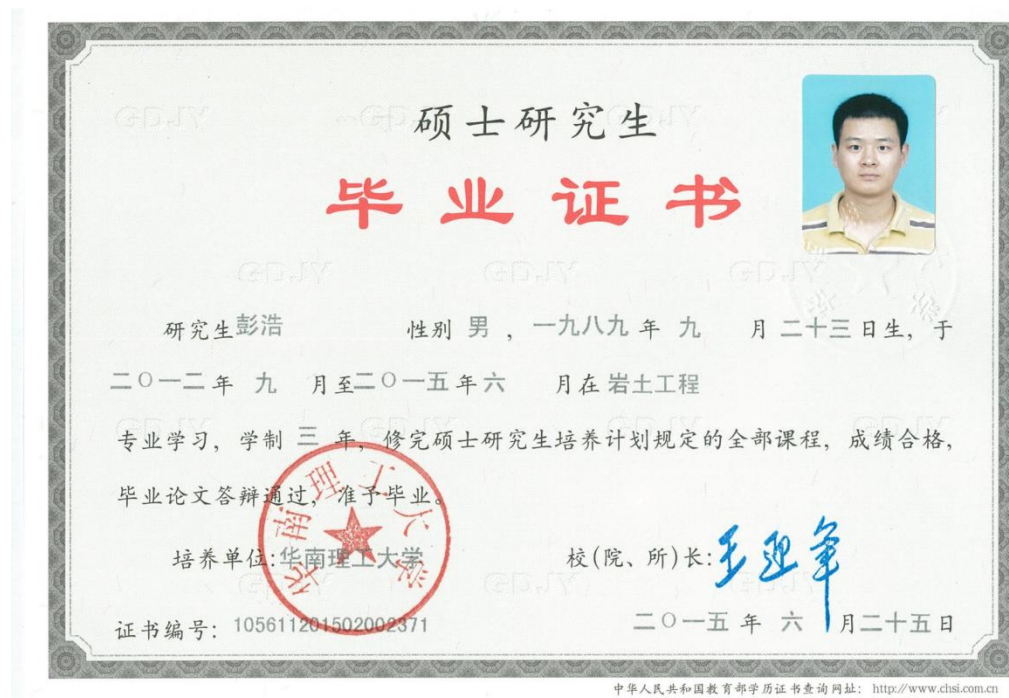 硕士研究生
毕业证书
研究生彭浩 性别 男 ， 一九八九 年 九 月 二十三 日生，于
二〇一二 年 九 月至二〇一五 年 六 月在 岩土工程
专业学习，学制 三 年，修完硕士研究生培养计划规定的全部课程，成绩合格，
毕业论文答辩通过，准予毕业。
华南理工大学
培养单位:华南理工大学 校(院、所)长:王迎军
证书编号： 105611201502002371 二〇一五 年 六 月二十五日
中华人民共和国教育部学历证书查询网址： http://www.chsi.com.cn